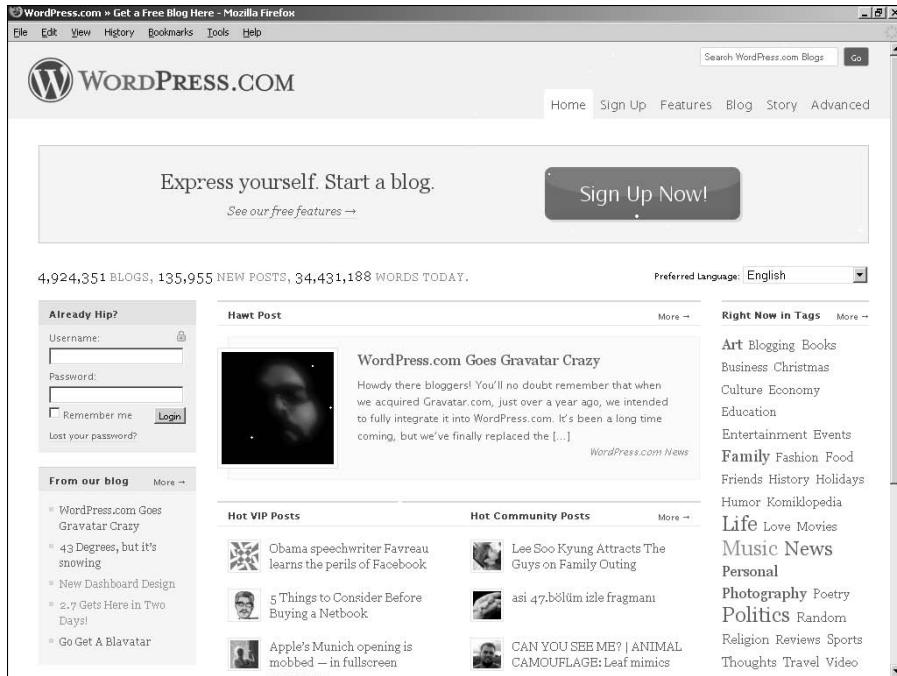 WordPress.com » Get a Free Blog Here - Mozilla Firefox
File Edit View History Bookmarks Tools Help
Search WordPress.com Blogs Go
WORDPRESS.COM
Home Sign Up Features Blog Story Advanced
Express yourself. Start a blog.
See our free features →
Sign Up Now!
4,924,351 BLOGS, 135,955 NEW POSTS, 34,431,188 WORDS TODAY.
Preferred Language: English
Already Hip?
Username:
Password:
Remember me Login
Lost your password?
From our blog More →
WordPress.com Goes
Gravatar Crazy
43 Degrees, but it's
snowing
New Dashboard Design
2.7 Gets Here in Two
Days!
Go Get A Blavatar
Hawt Post More →
WordPress.com Goes Gravatar Crazy
Howdy there bloggers! You'll no doubt remember that when
we acquired Gravatar.com, just over a year ago, we intended
to fully integrate it into WordPress.com. It's been a long time
coming, but we've finally replaced the [...]
WordPress.com News
Hot VIP Posts
Obama speechwriter Favreau
learns the perils of Facebook
5 Things to Consider Before
Buying a Netbook
Apple's Munich opening is
mobbed — in fullscreen
Hot Community Posts More →
Lee Soo Kyung Attracts The
Guys on Family Outing
asi 47.bölüm izle fragmanı
CAN YOU SEE ME? | ANIMAL
CAMOUFLAGE: Leaf mimics
Right Now in Tags More →
Art Blogging Books
Business Christmas
Culture Economy
Education
Entertainment Events
Family Fashion Food
Friends History Holidays
Humor Komiklopedia
Life Love Movies
Music News
Personal
Photography Poetry
Politics Random
Religion Reviews Sports
Thoughts Travel Video